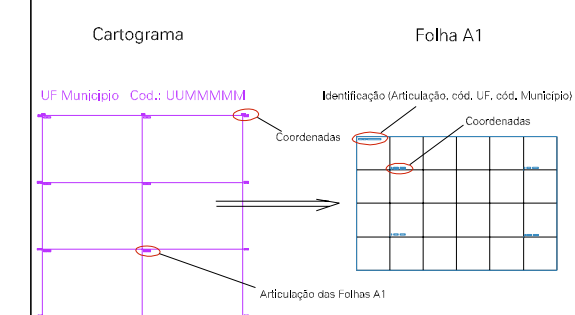 Cartograma
Folha A1
UF Município Cod.: UUMMMMM
Identificação (Articulação, cód. UF, cód. Município)
Coordenadas
Coordenadas
Articulação das Folhas A1